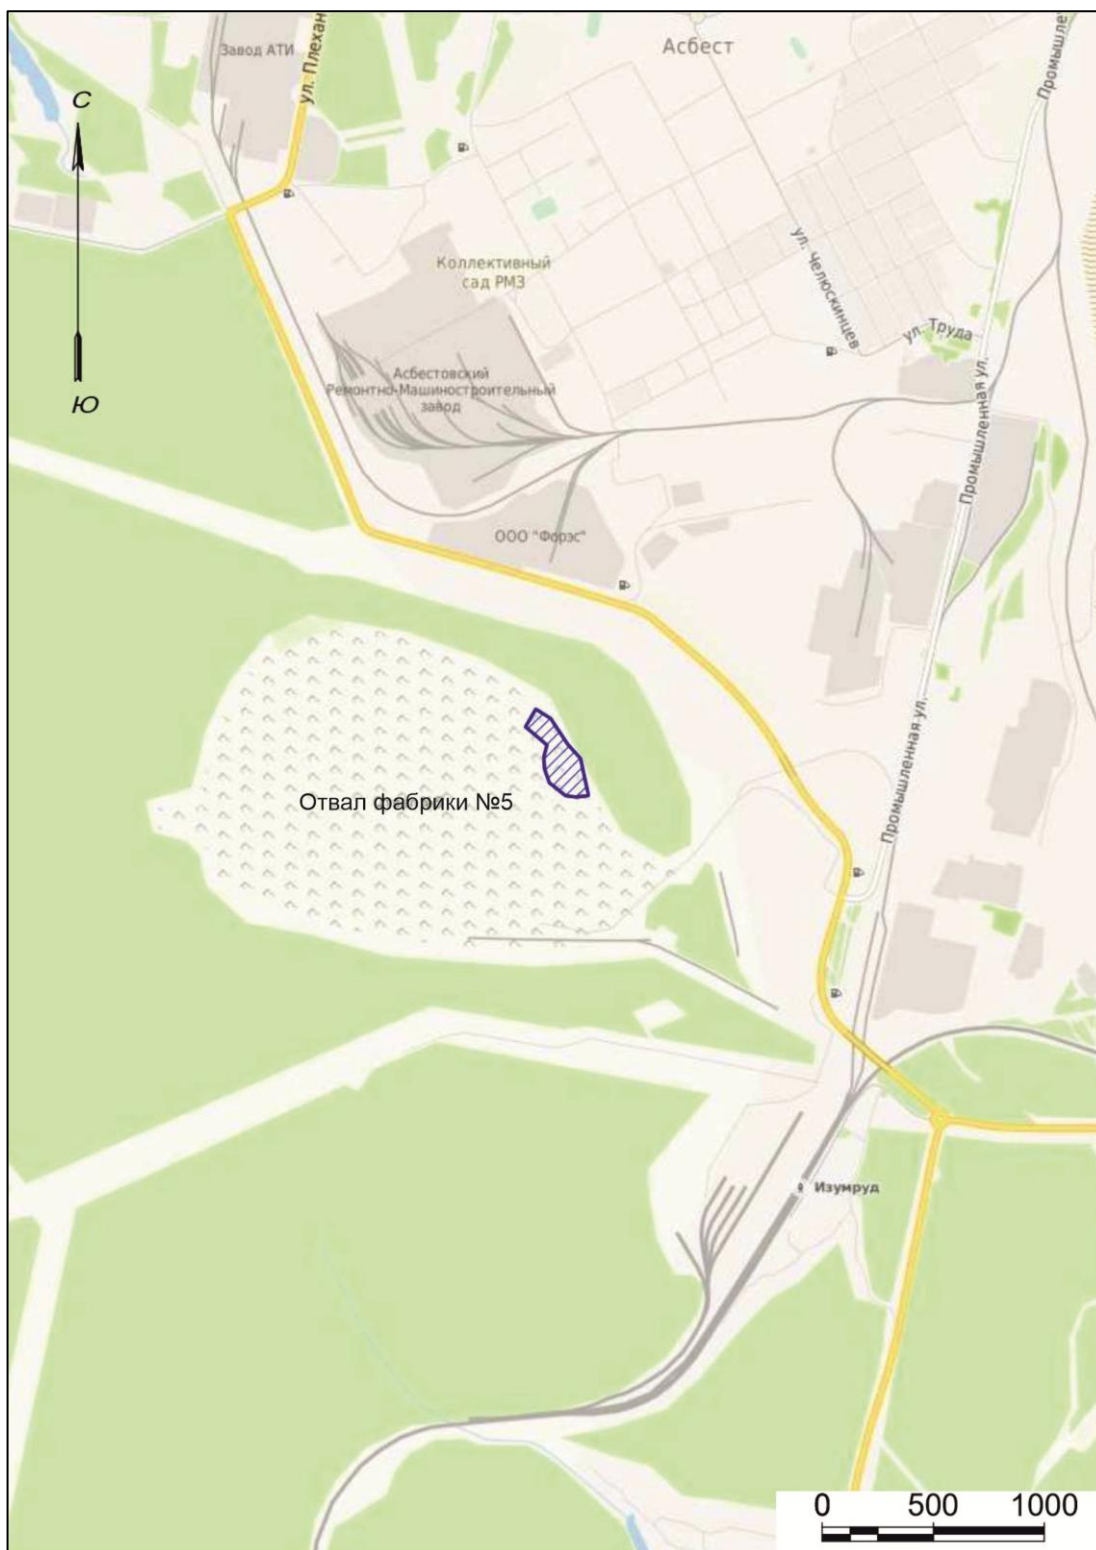 Завод АТИ
ул. Плехан
Асбест
Промышле
С
Коллективный
сад РМЗ
ул. Челюскинцев
ул. Труда
Асбестовский
Ремонтно-Машиностроительный
завод
Ю
Промышленная ул.
ООО "Форэс"
Промышленная ул.
Отвал фабрики №5
Изумруд
0 500 1000